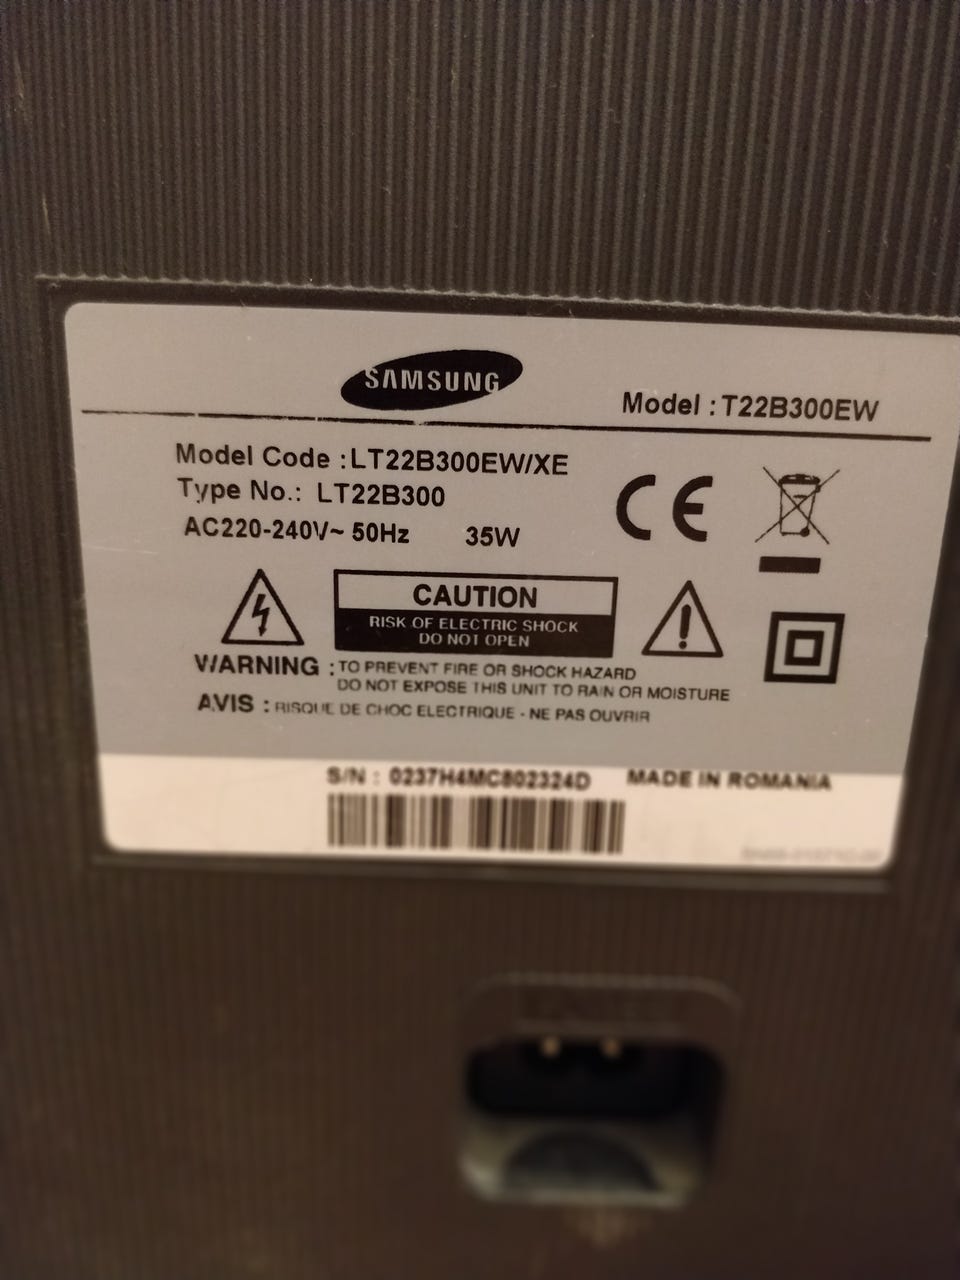 SAMSUNG
Model : T22B300EW
Model Code : LT22B300EW/XE
Type No.: LT22B300
AC220-240V~ 50Hz 35W
CE
CAUTION
RISK OF ELECTRIC SHOCK
DO NOT OPEN
WARNING : TO PREVENT FIRE OR SHOCK HAZARD
DO NOT EXPOSE THIS UNIT TO RAIN OR MOISTURE
AVIS : RISQUE DE CHOC ELECTRIQUE - NE PAS OUVRIR
S/N : 0237H4MC802324D MADE IN ROMANIA